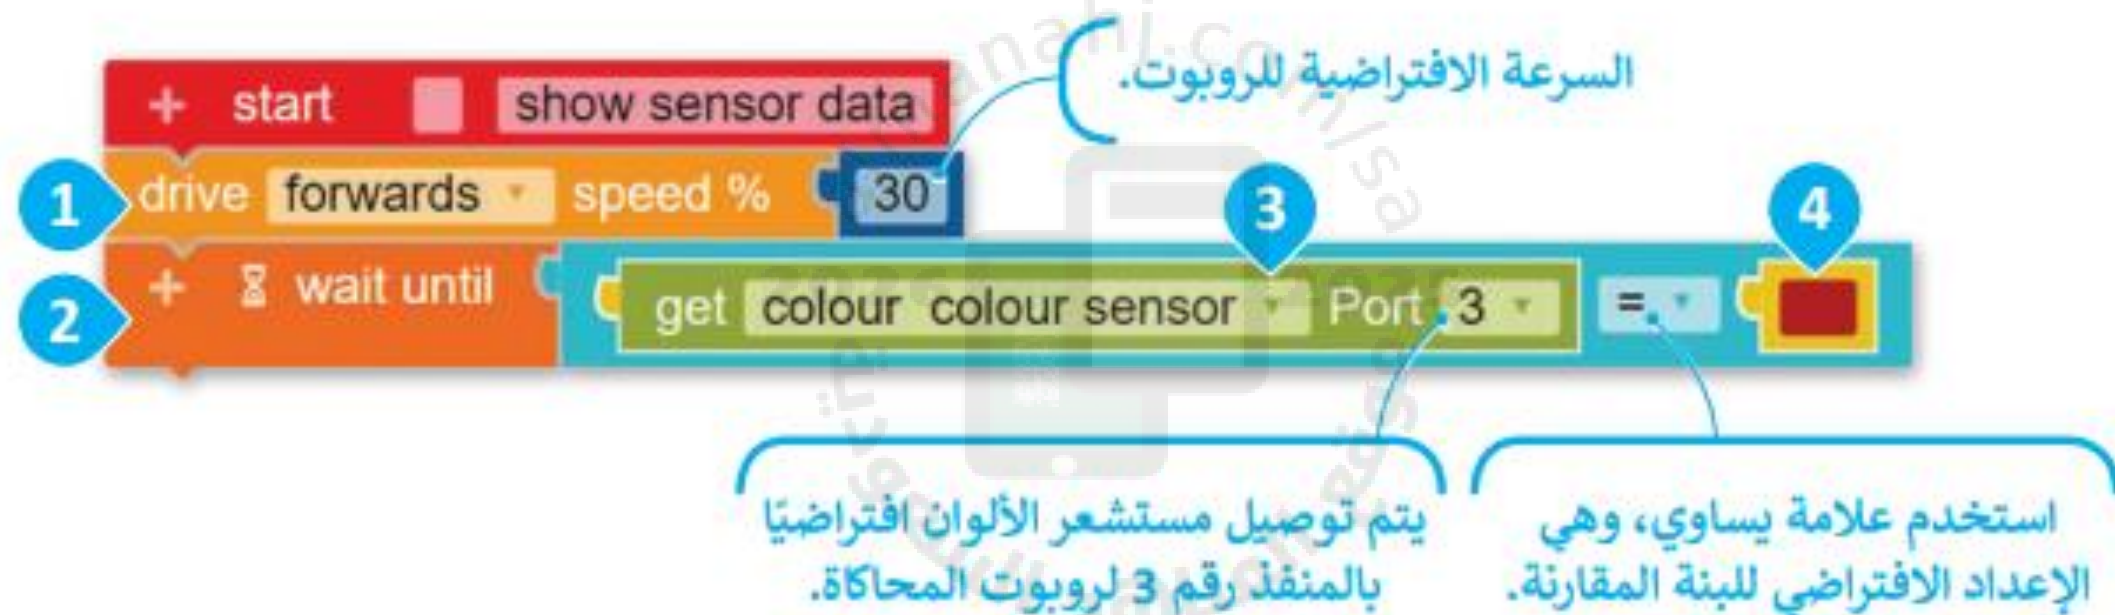 السرعة الافتراضية للروبوت.
+ start show sensor data
1 drive forwards speed % 30
3
4
2 + wait until get colour colour sensor Port 3 =
يتم توصيل مستشعر الألوان افتراضيًا
بالمنفذ رقم 3 لروبوت المحاكاة.
استخدم علامة يساوي، وهي
الإعداد الافتراضي للبنة المقارنة.